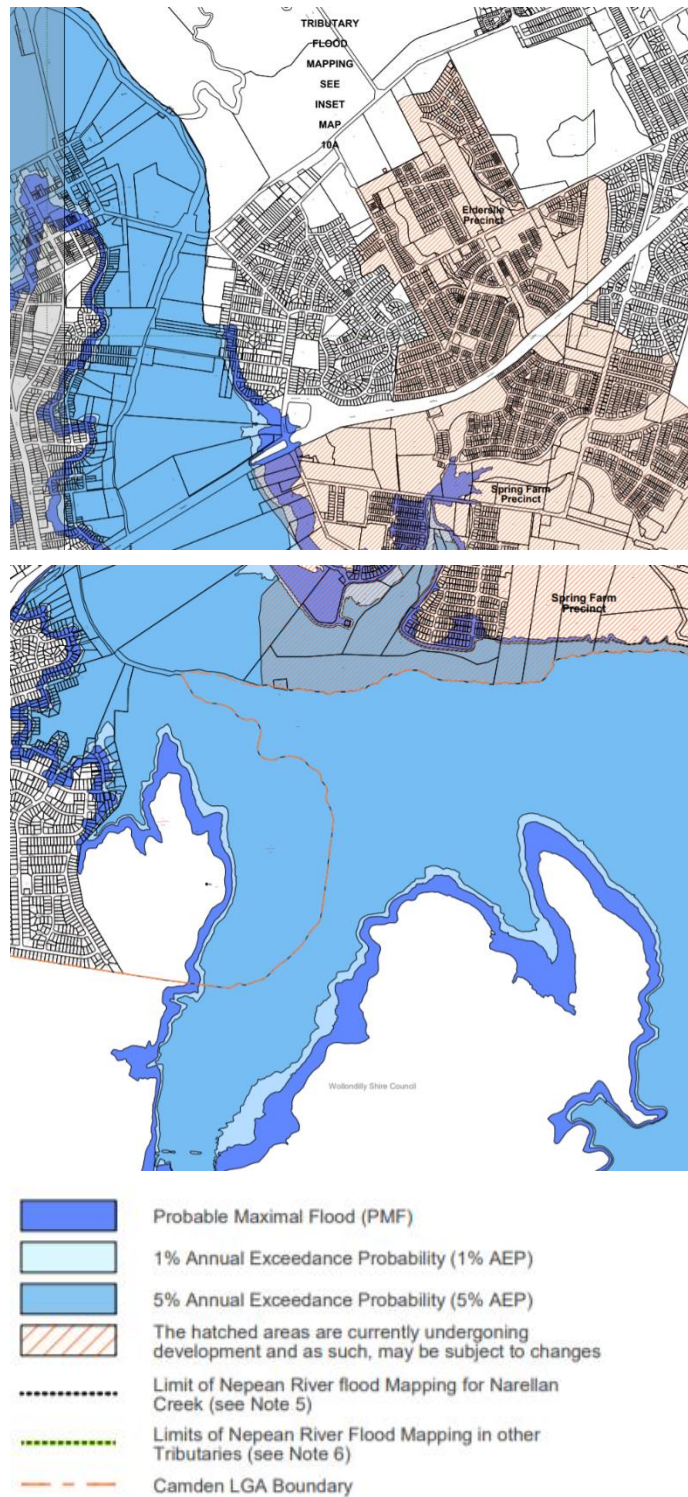 TRIBUTARY
FLOOD
MAPPING
SEE
INSET
MAP
10A
Elderslie
Precinct
Spring Farm
Precinct
Spring Farm
Precinct
Wollondilly Shire Council
Probable Maximal Flood (PMF)
1% Annual Exceedance Probability (1% AEP)
5% Annual Exceedance Probability (5% AEP)
The hatched areas are currently undergoning
development and as such, may be subject to changes
Limit of Nepean River flood Mapping for Narellan
Creek (see Note 5)
Limits of Nepean River Flood Mapping in other
Tributaries (see Note 6)
Camden LGA Boundary